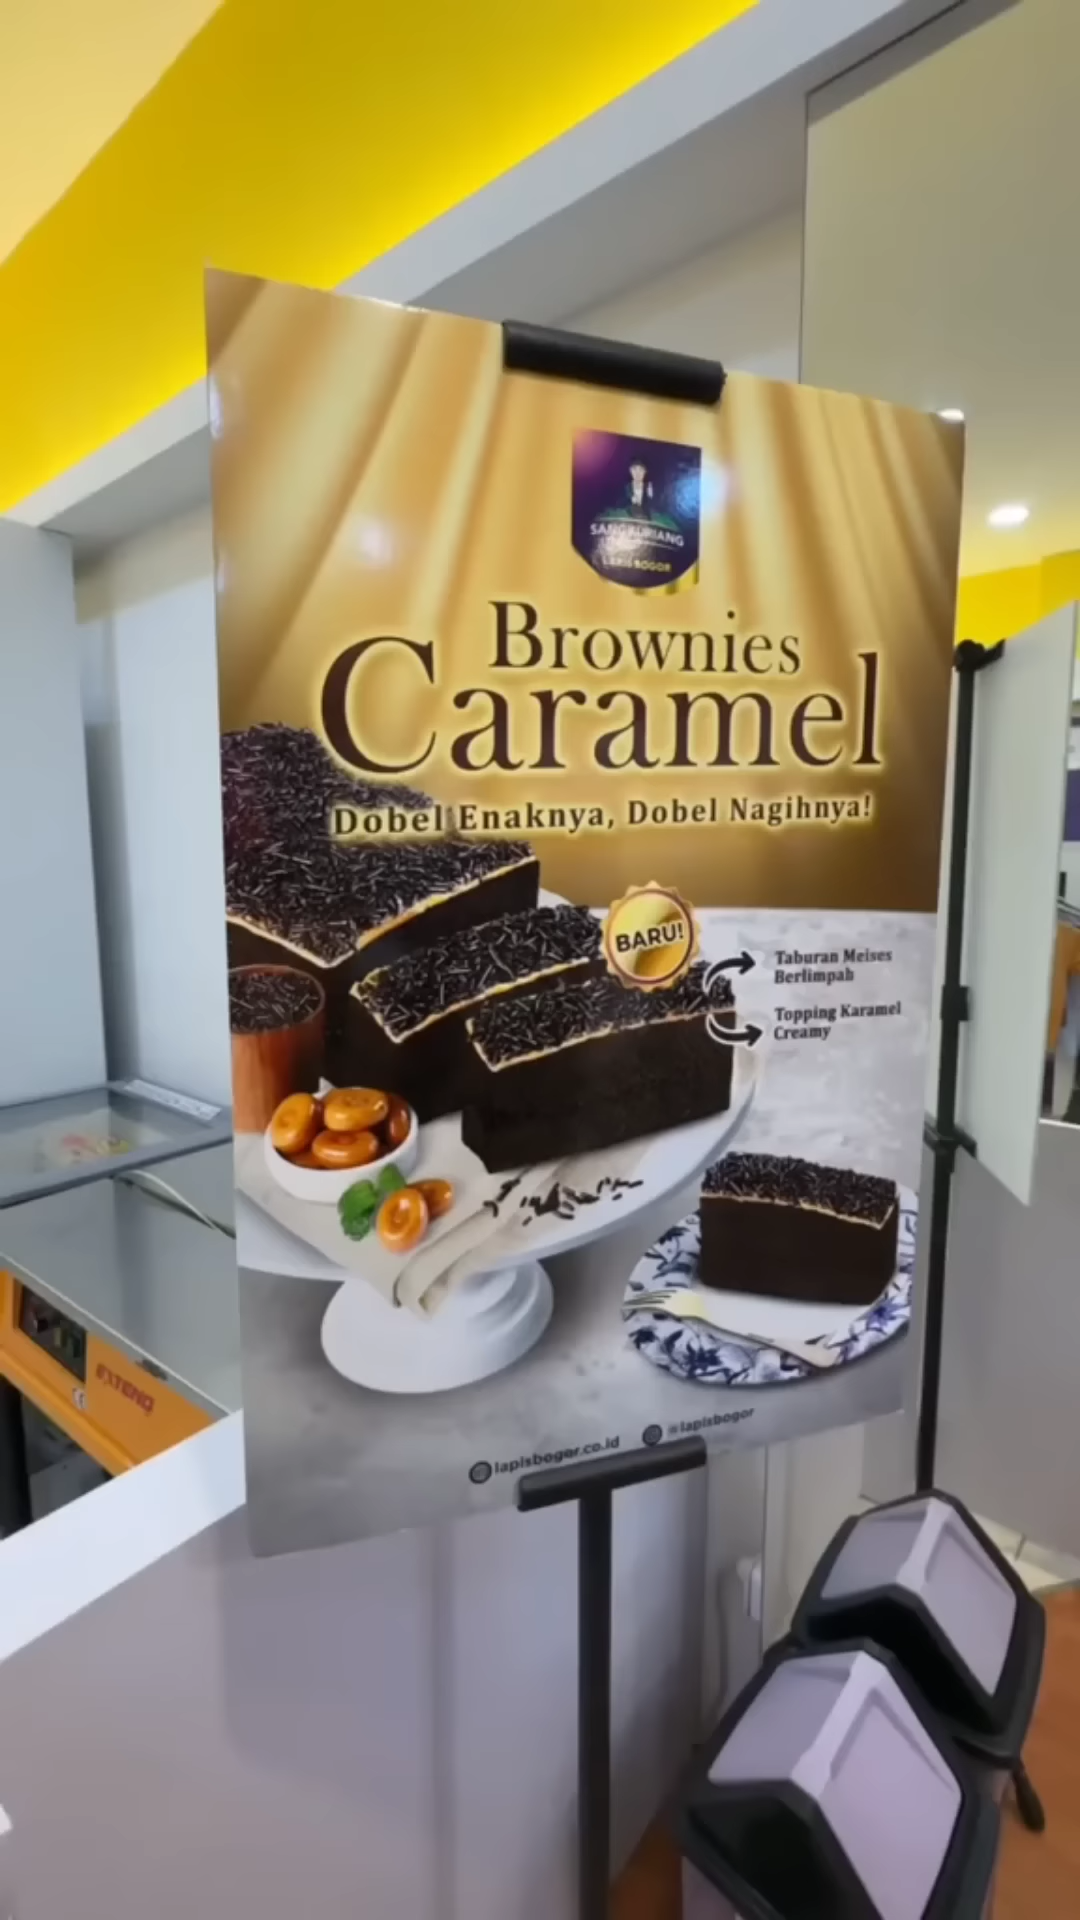 SANGKURIANG
LAPIS BOGOR
Brownies
Caramel
Dobel Enaknya, Dobel Nagihnya!
BARU!
Taburan Meises
Berlimpah
Topping Karamel
Creamy
lapisbogor.co.id
@lapisbogor